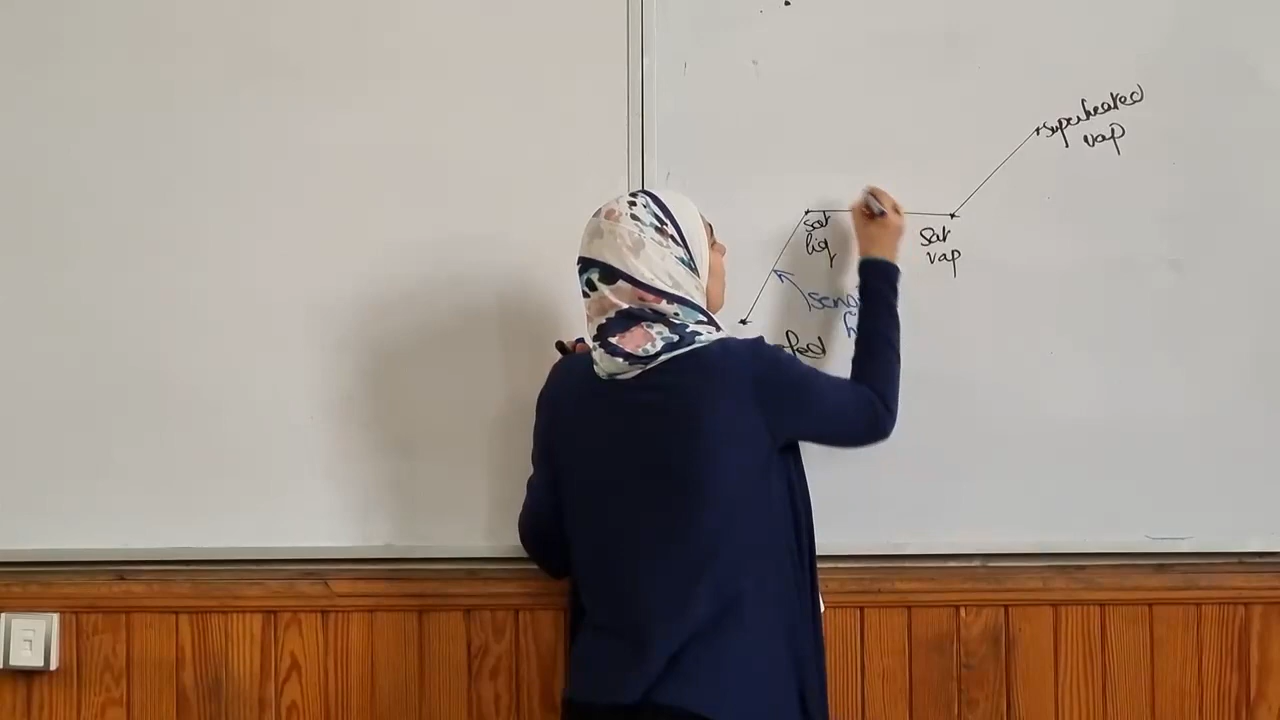 superheated
vap
sat
liq
Sat
vap